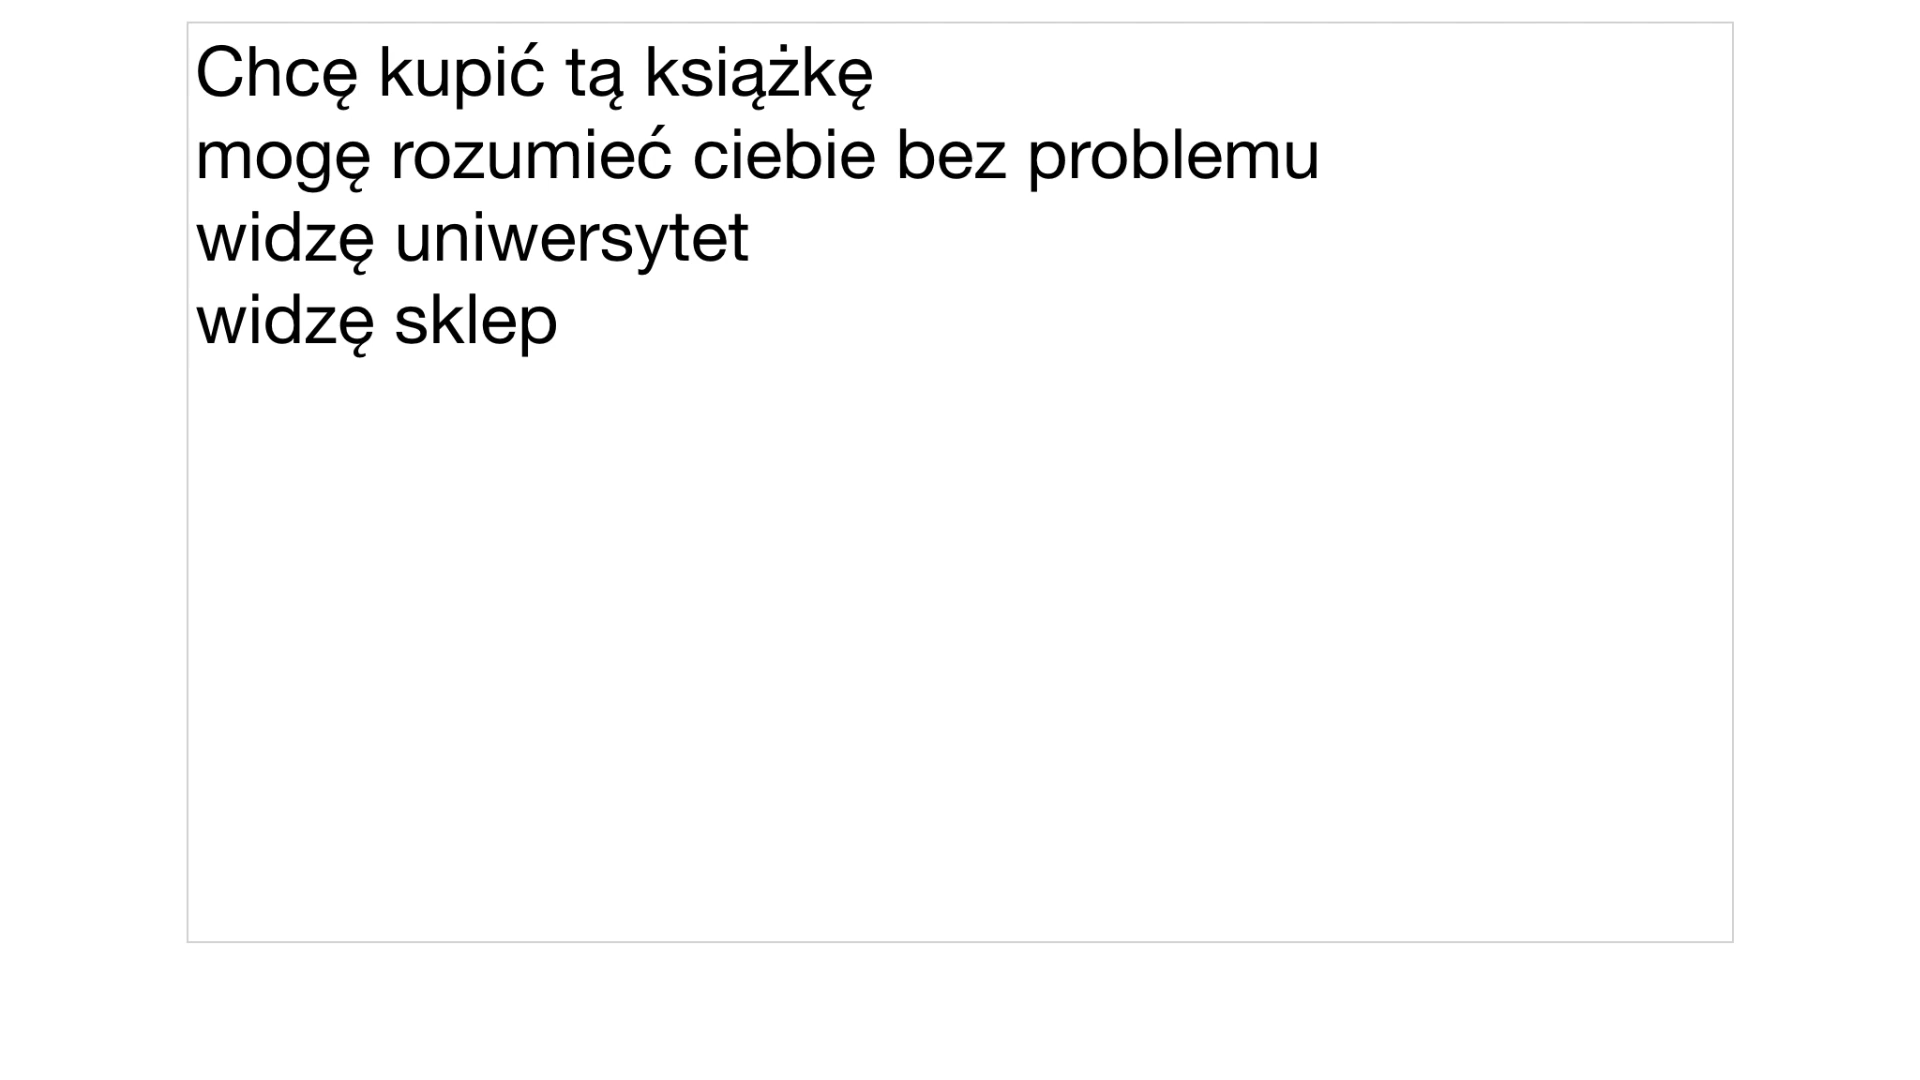 Chcę kupić tą książkę
mogę rozumieć ciebie bez problemu
widzę uniwersytet
widzę sklep